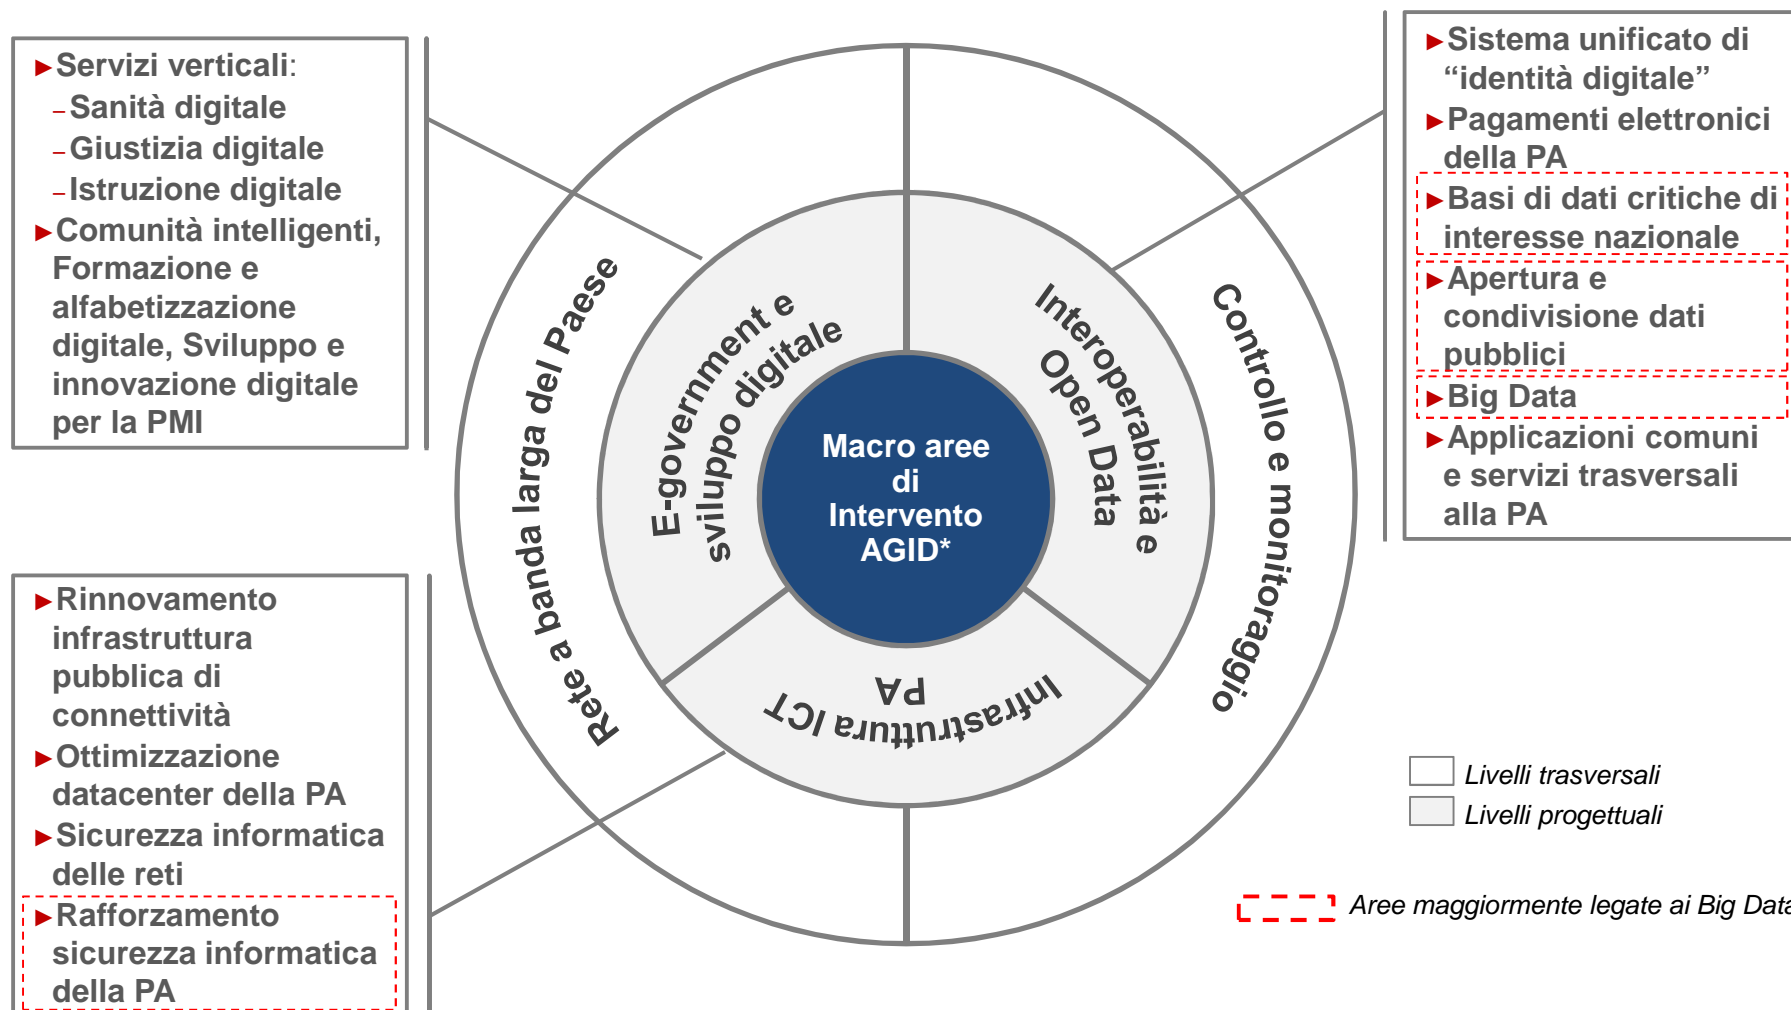 ►Servizi verticali:
–Sanità digitale
–Giustizia digitale
–Istruzione digitale
►Comunità intelligenti,
Formazione e
alfabetizzazione
digitale, Sviluppo e
innovazione digitale
per la PMI
►Rinnovamento
infrastruttura
pubblica di
connettività
►Ottimizzazione
datacenter della PA
►Sicurezza informatica
delle reti
►Rafforzamento
sicurezza informatica
della PA
Rete a banda larga del Paese
E-government e
sviluppo digitale
Macro aree
di
Intervento
AGID*
Interoperabilità e
Open Data
Infrastruttura ICT
PA
Controllo e monitoraggio
►Sistema unificato di
“identità digitale”
►Pagamenti elettronici
della PA
►Basi di dati critiche di
interesse nazionale
►Apertura e
condivisione dati
pubblici
►Big Data
►Applicazioni comuni
e servizi trasversali
alla PA
Livelli trasversali
Livelli progettuali
Aree maggiormente legate ai Big Data